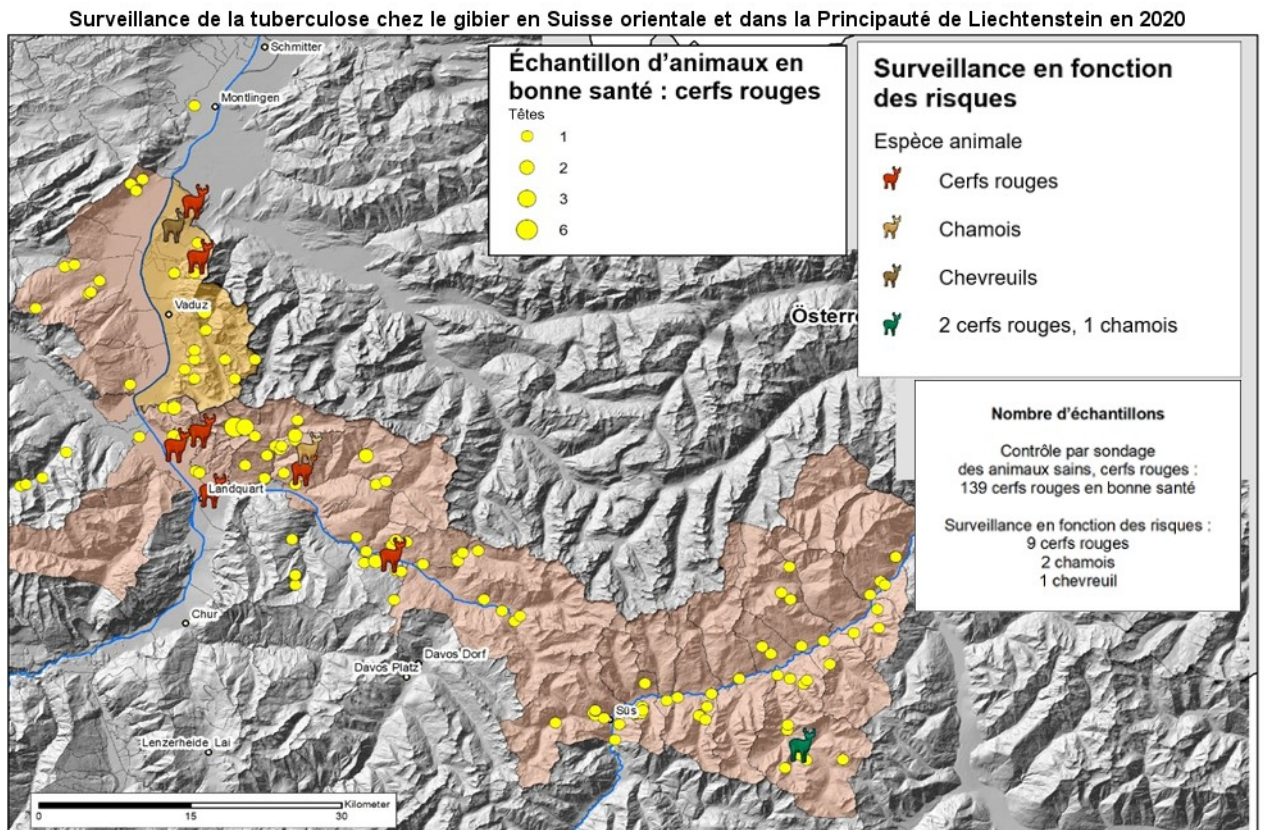 Surveillance de la tuberculose chez le gibier en Suisse orientale et dans la Principauté de Liechtenstein en 2020
Schmitter
Montlingen
Échantillon d'animaux en
bonne santé : cerfs rouges
Têtes
1
2
3
6
Surveillance en fonction
des risques
Espèce animale
Cerfs rouges
Chamois
Chevreuils
2 cerfs rouges, 1 chamois
Vaduz
Österre
Nombre d'échantillons
Contrôle par sondage
des animaux sains, cerfs rouges :
139 cerfs rouges en bonne santé
Surveillance en fonction des risques :
9 cerfs rouges
2 chamois
1 chevreuil
Landquart
Chur
Davos Dorf
Davos Platz
Süs
Lenzerheide Lai
Kilometer
0 15 30